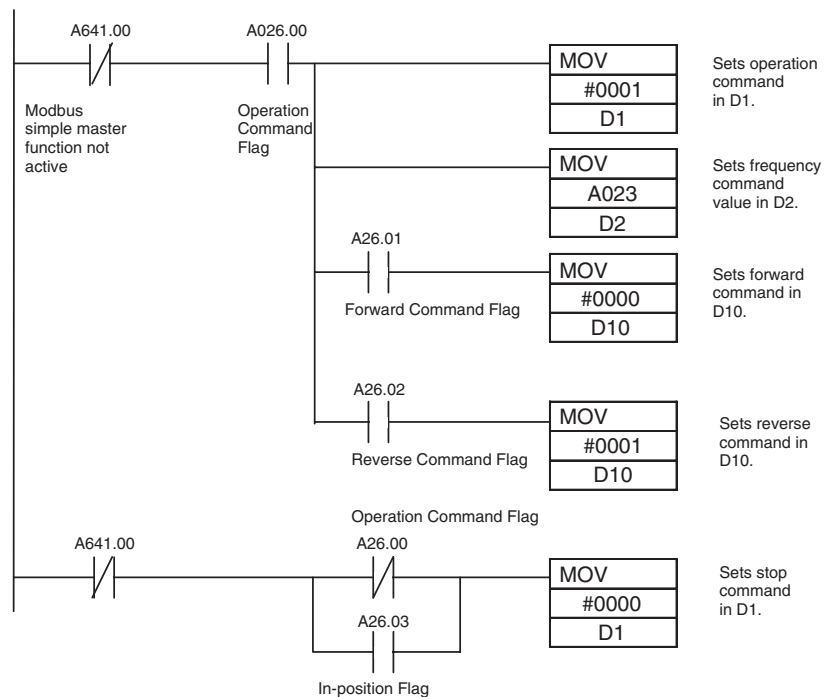 A641.00
A026.00
Modbus
simple master
function not
active
Operation
Command
Flag
MOV
#0001
D1
Sets operation
command
in D1.
MOV
A023
D2
Sets frequency
command
value in D2.
A26.01
Forward Command Flag
MOV
#0000
D10
Sets forward
command in
D10.
A26.02
Reverse Command Flag
MOV
#0001
D10
Sets reverse
command in
D10.
Operation Command Flag
A641.00
A26.00
MOV
#0000
D1
Sets stop
command
in D1.
A26.03
In-position Flag